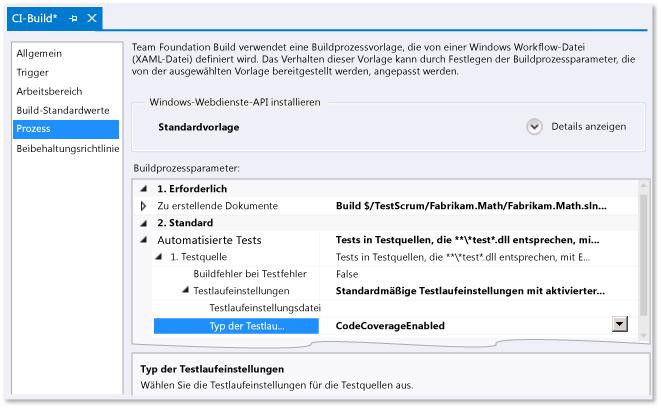 CI-Build*
Allgemein
Trigger
Arbeitsbereich
Build-Standardwerte
Prozess
Beibehaltungsrichtlinie
Team Foundation Build verwendet eine Buildprozessvorlage, die von einer Windows Workflow-Datei
(XAML-Datei) definiert wird. Das Verhalten dieser Vorlage kann durch Festlegen der Buildprozessparameter, die
von der ausgewählten Vorlage bereitgestellt werden, angepasst werden.
Windows-Webdienste-API installieren
Standardvorlage Details anzeigen
Buildprozessparameter:
1. Erforderlich
Zu erstellende Dokumente Build $/TestScrum/Fabrikam.Math/Fabrikam.Math.sln...
2. Standard
Automatisierte Tests Tests in Testquellen, die **\*test*.dll entsprechen, mi...
1. Testquelle Tests in Testquellen, die **\*test*.dll entsprechen, mit E...
Buildfehler bei Testfehler False
Testlaufeinstellungen Standardmäßige Testlaufeinstellungen mit aktivierter...
Testlaufeinstellungsdatei
Typ der Testlau... CodeCoverageEnabled
Typ der Testlaufeinstellungen
Wählen Sie die Testlaufeinstellungen für die Testquellen aus.